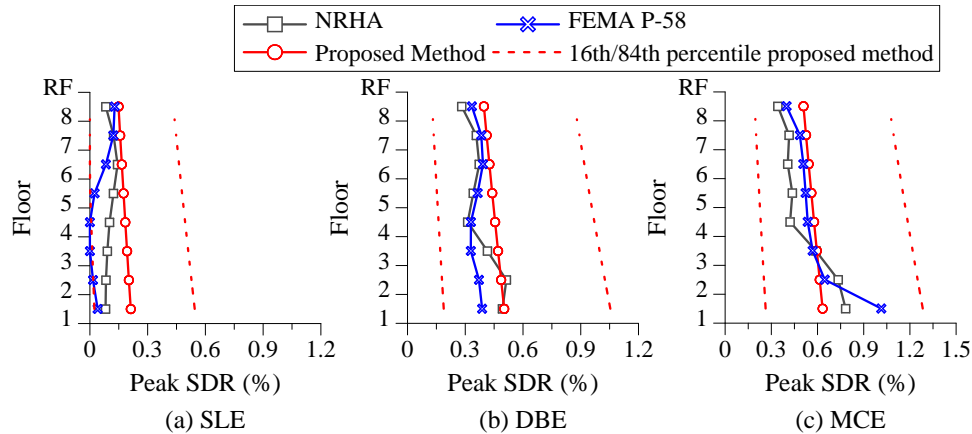 NRHA
FEMA P-58
Proposed Method
16th/84th percentile proposed method
RF
8
7
6
5
4
3
2
1
Floor
0
0.3
0.6
0.9
1.2
Peak SDR (%)
(a) SLE
RF
8
7
6
5
4
3
2
1
Floor
0
0.3
0.6
0.9
1.2
Peak SDR (%)
(b) DBE
RF
8
7
6
5
4
3
2
1
Floor
0
0.3
0.6
0.9
1.2
1.5
Peak SDR (%)
(c) MCE